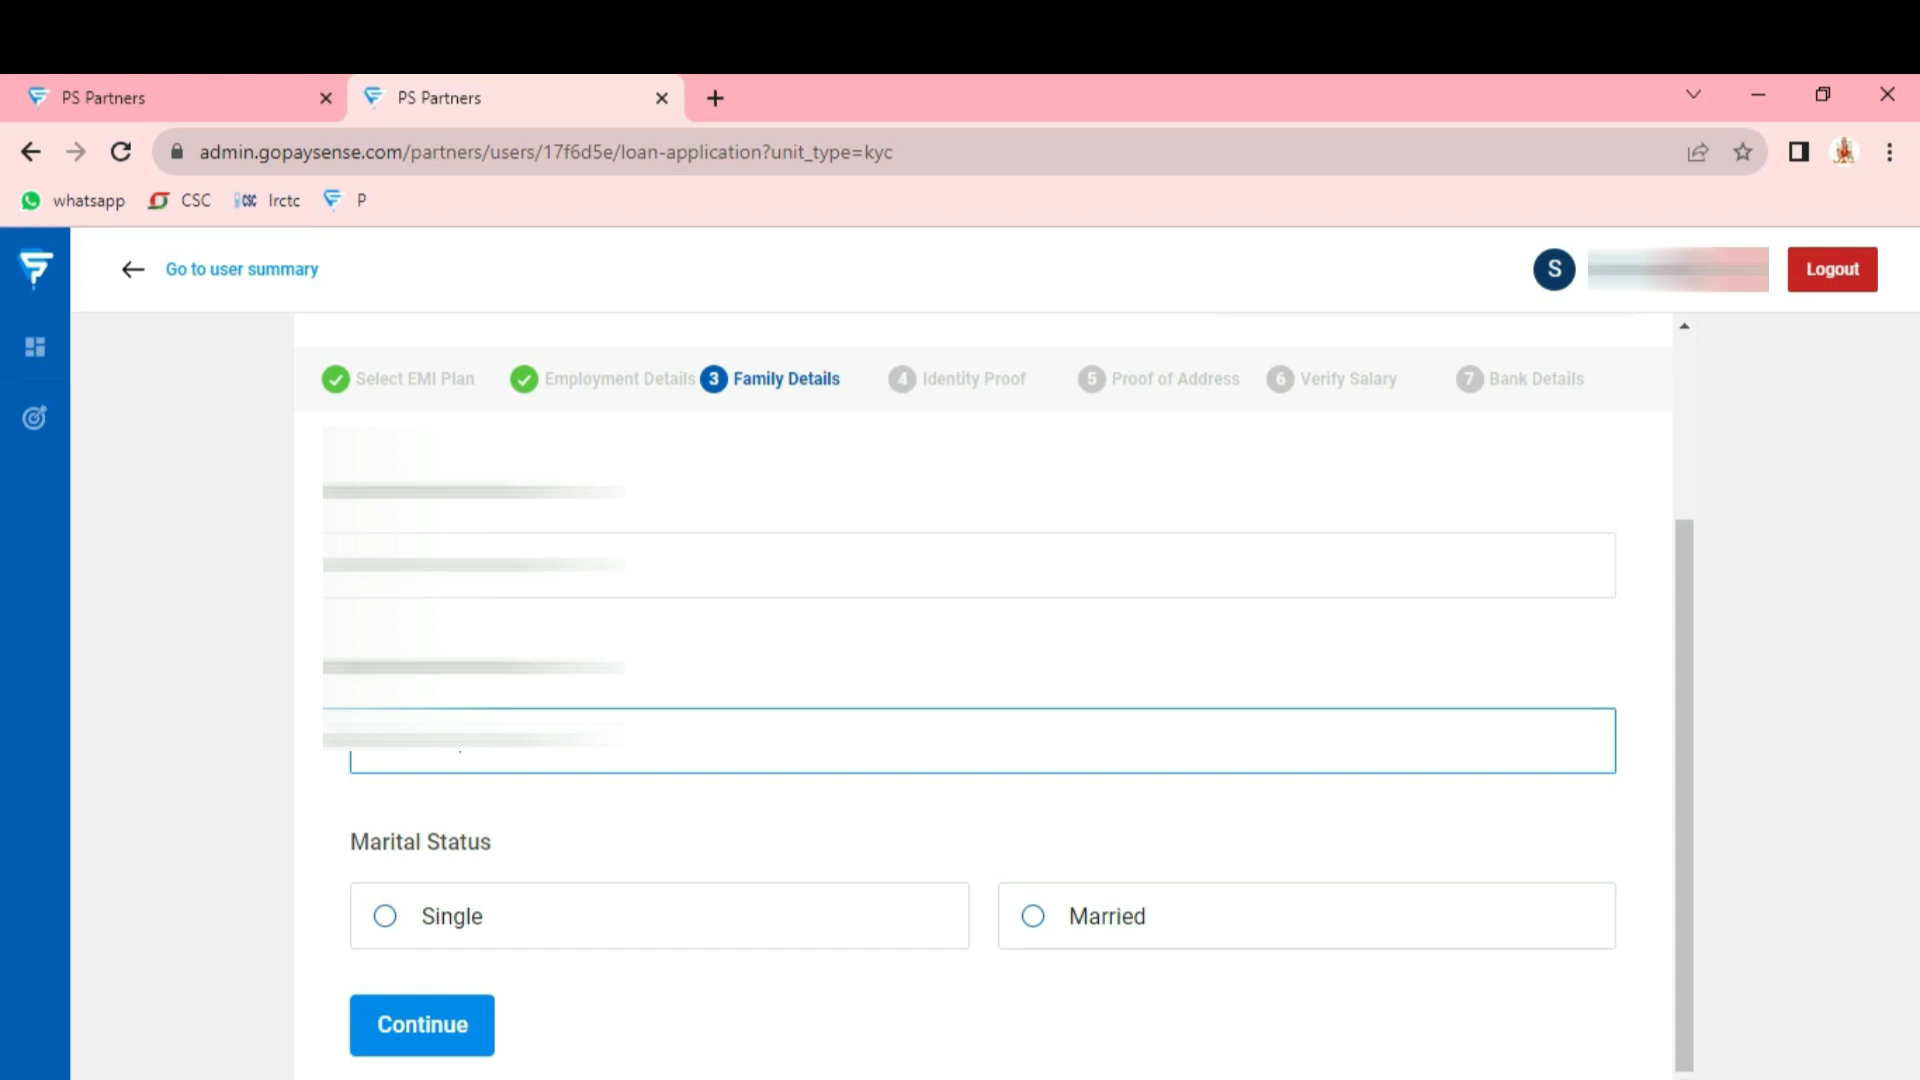 PS Partners
PS Partners
admin.gopaysense.com/partners/users/17f6d5e/loan-application?unit_type=kyc
whatsapp CSC CSC Irctc P
Go to user summary
S
Logout
Select EMI Plan
Employment Details
3 Family Details
4 Identity Proof
5 Proof of Address
6 Verify Salary
7 Bank Details
Marital Status
Single
Married
Continue